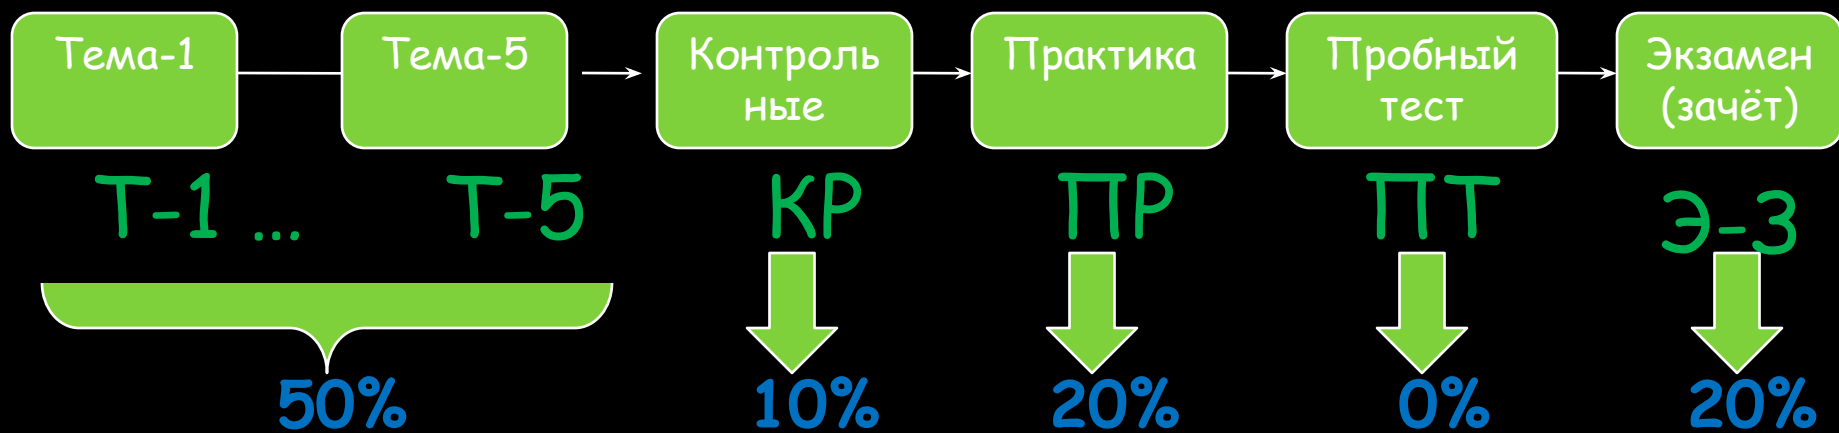 Тема-1
Тема-5
Контроль
ные
Практика
Пробный
тест
Экзамен
(зачёт)
Т-1 ... Т-5 КР ПР ПТ Э-З
50% 10% 20% 0% 20%